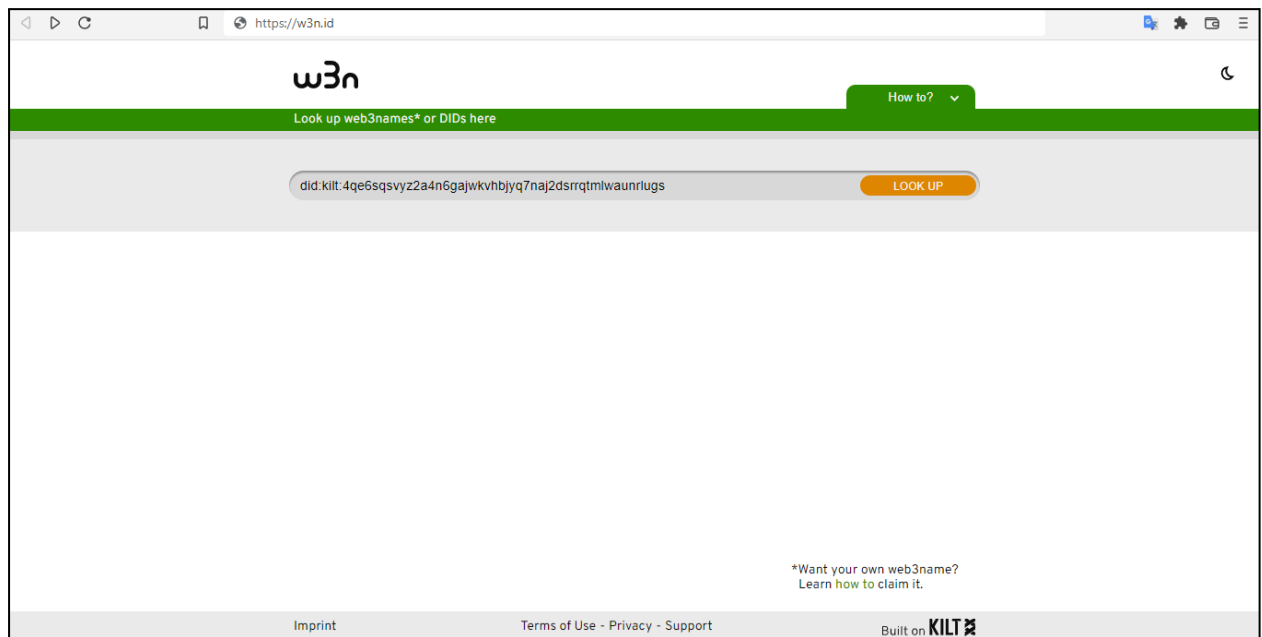 https://w3n.id
w3n
How to?
Look up web3names* or DIDs here
did:kilt:4qe6sqsvyz2a4n6gajwkvhbjyq7naj2dsrrqtmlwaunrlugs
LOOK UP
*Want your own web3name?
Learn how to claim it.
Imprint
Terms of Use - Privacy - Support
Built on KILT